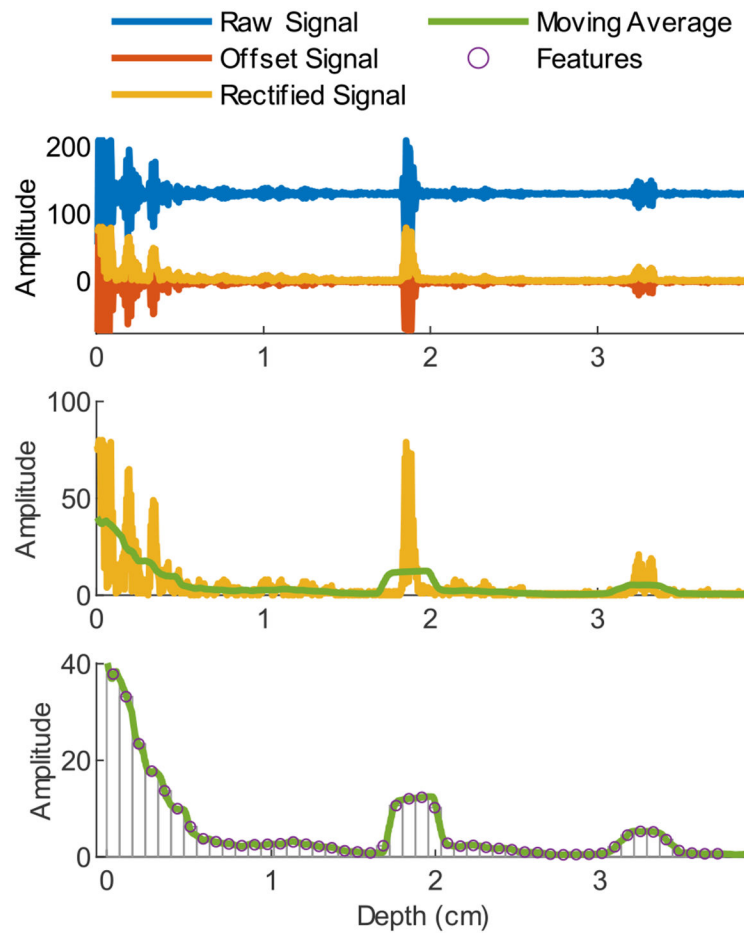 Raw Signal
Offset Signal
Rectified Signal
Moving Average
Features
Amplitude
200
100
0
0 1 2 3
Amplitude
100
50
0
0 1 2 3
Amplitude
40
20
0
0 1 2 3
Depth (cm)